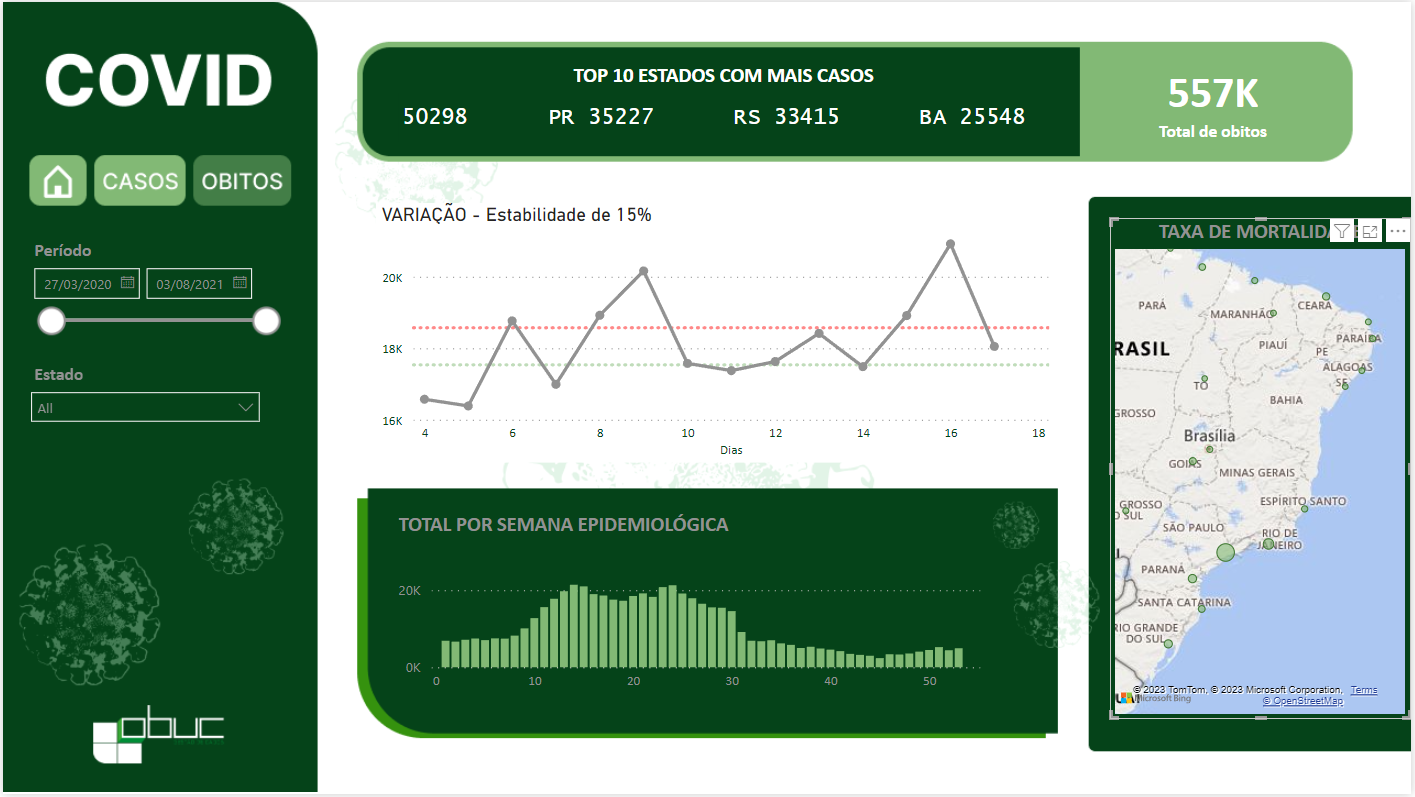 COVID
CASOS
OBITOS
Período
27/03/2020
03/08/2021
Estado
All
obuc
TOP 10 ESTADOS COM MAIS CASOS
50298
PR 35227
RS 33415
BA 25548
557K
Total de obitos
VARIAÇÃO - Estabilidade de 15%
20K
18K
16K
4
6
8
10
12
14
16
18
Dias
TOTAL POR SEMANA EPIDEMIOLÓGICA
20K
0K
0
10
20
30
40
50
TAXA DE MORTALIDA
PARÁ
MARANHÃO
CEARÁ
RASIL
PIAUÍ
PARAÍBA
PE
ALAGOAS
TO
SE
BAHIA
GROSSO
Brasília
GOIÁS
MINAS GERAIS
GROSSO
O SUL
ESPÍRITO SANTO
SÃO PAULO
RIO DE
JANEIRO
PARANÁ
SANTA CATARINA
RIO GRANDE
DO SUL
© 2023 TomTom, © 2023 Microsoft Corporation, Terms
Microsoft Bing
© OpenStreetMap